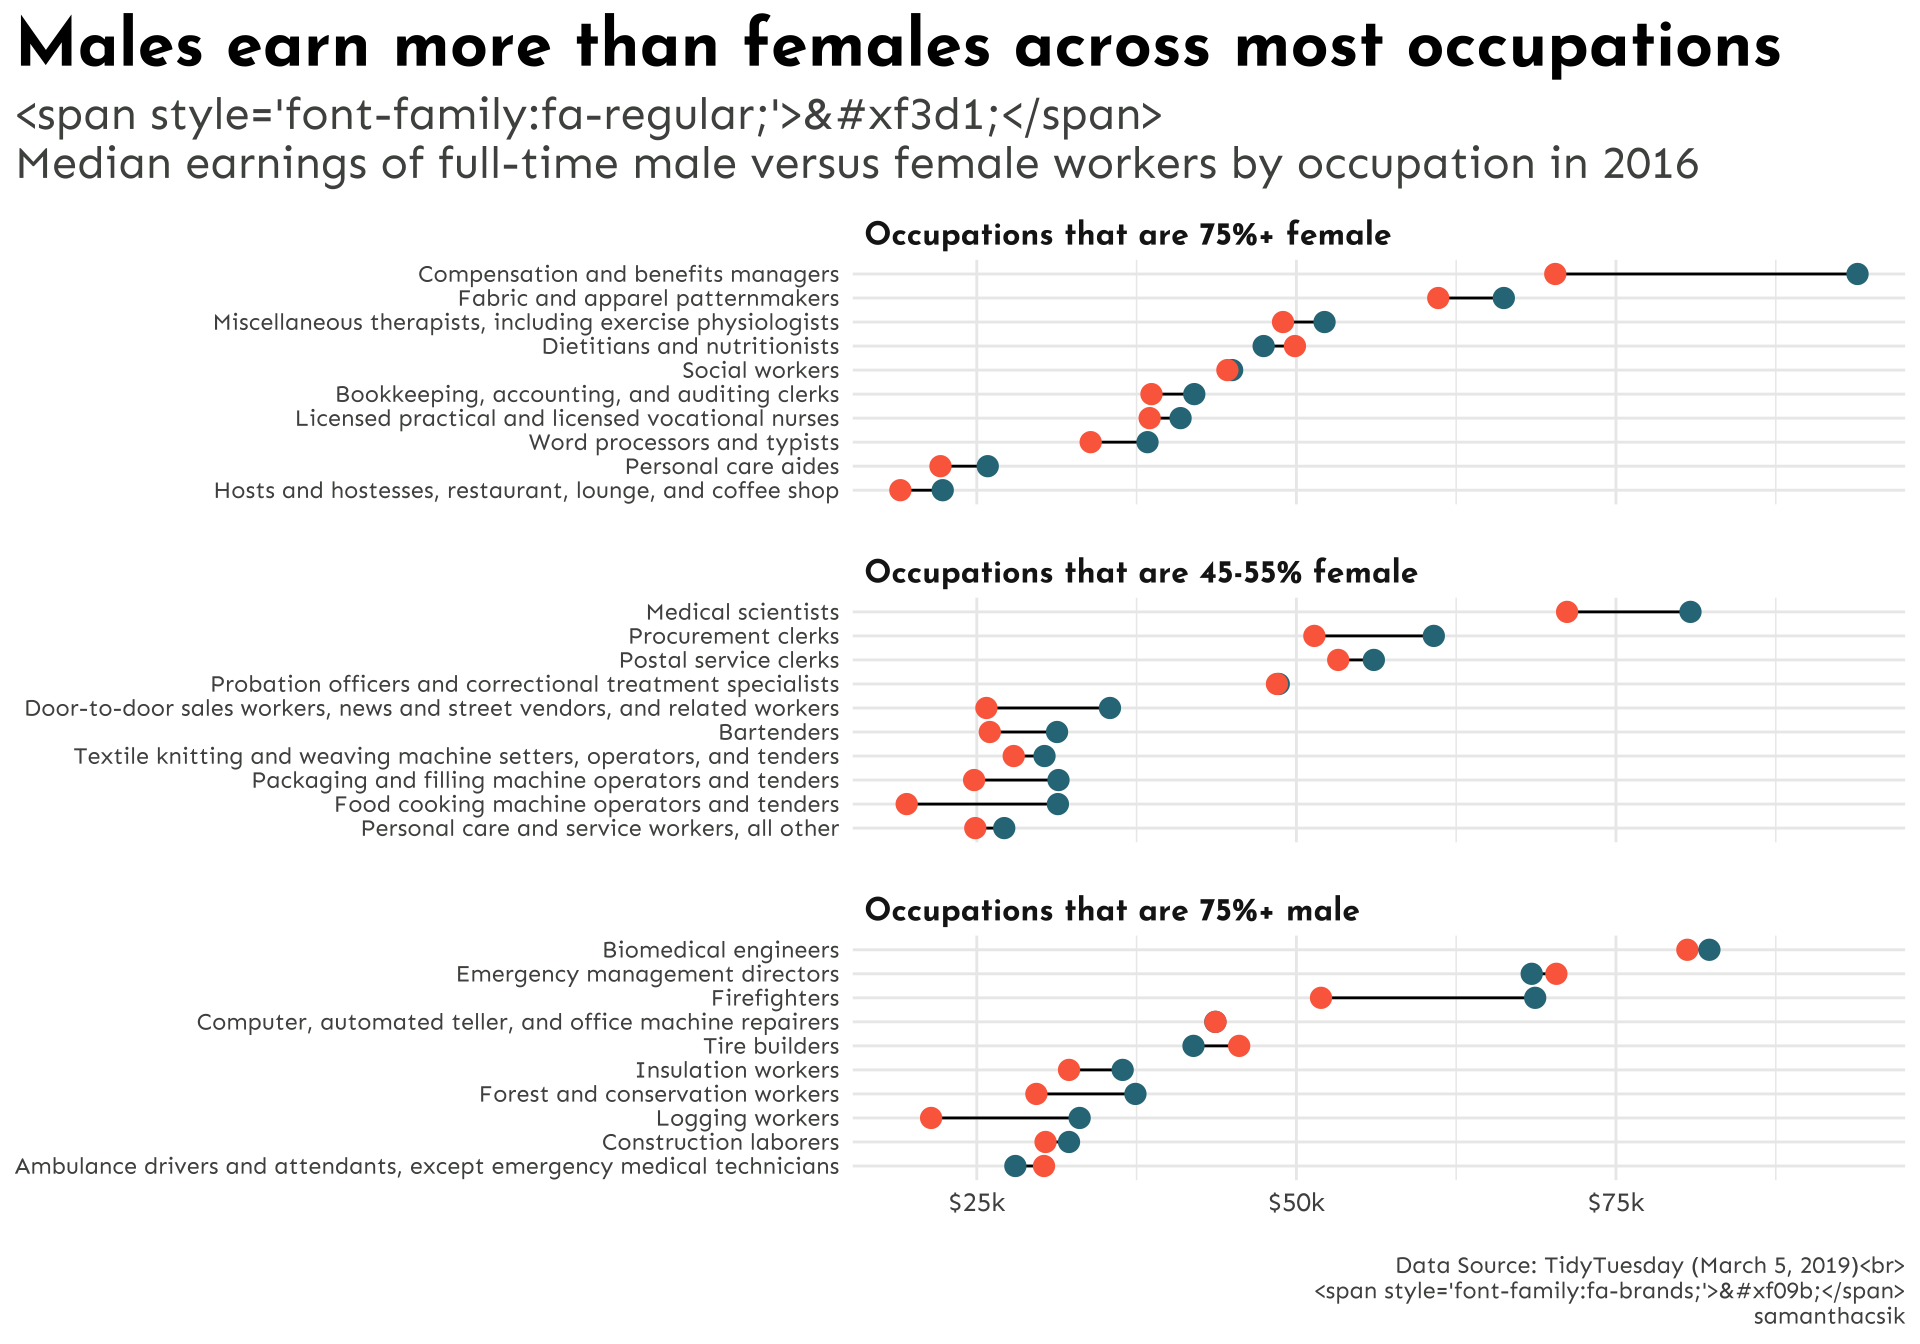 Males earn more than females across most occupations
<span style='font-family:fa-regular;'>&#xf3d1;</span>
Median earnings of full-time male versus female workers by occupation in 2016
Occupations that are 75%+ female
Compensation and benefits managers
Fabric and apparel patternmakers
Miscellaneous therapists, including exercise physiologists
Dietitians and nutritionists
Social workers
Bookkeeping, accounting, and auditing clerks
Licensed practical and licensed vocational nurses
Word processors and typists
Personal care aides
Hosts and hostesses, restaurant, lounge, and coffee shop
Occupations that are 45-55% female
Medical scientists
Procurement clerks
Postal service clerks
Probation officers and correctional treatment specialists
Door-to-door sales workers, news and street vendors, and related workers
Bartenders
Textile knitting and weaving machine setters, operators, and tenders
Packaging and filling machine operators and tenders
Food cooking machine operators and tenders
Personal care and service workers, all other
Occupations that are 75%+ male
Biomedical engineers
Emergency management directors
Firefighters
Computer, automated teller, and office machine repairers
Tire builders
Insulation workers
Forest and conservation workers
Logging workers
Construction laborers
Ambulance drivers and attendants, except emergency medical technicians
$25k $50k $75k
Data Source: TidyTuesday (March 5, 2019)<br>
<span style='font-family:fa-brands;'>&#xf09b;</span>
samanthacsik